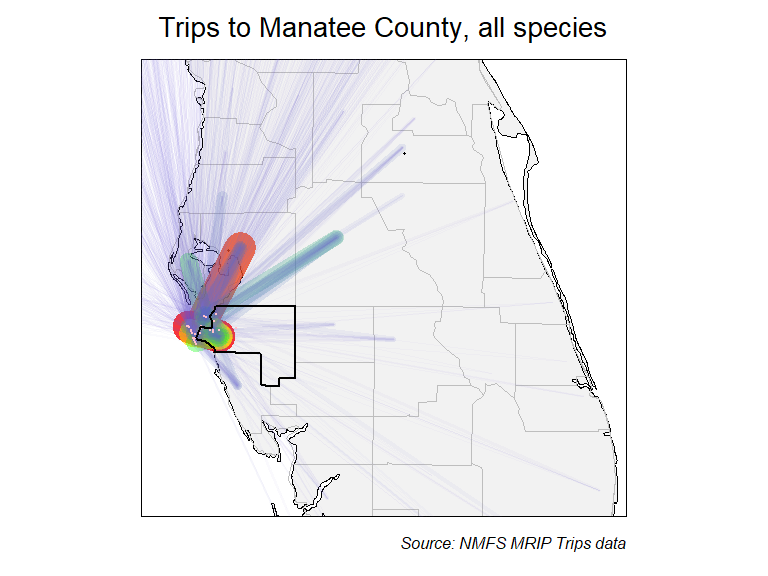 Trips to Manatee County, all species
Source: NMFS MRIP Trips data